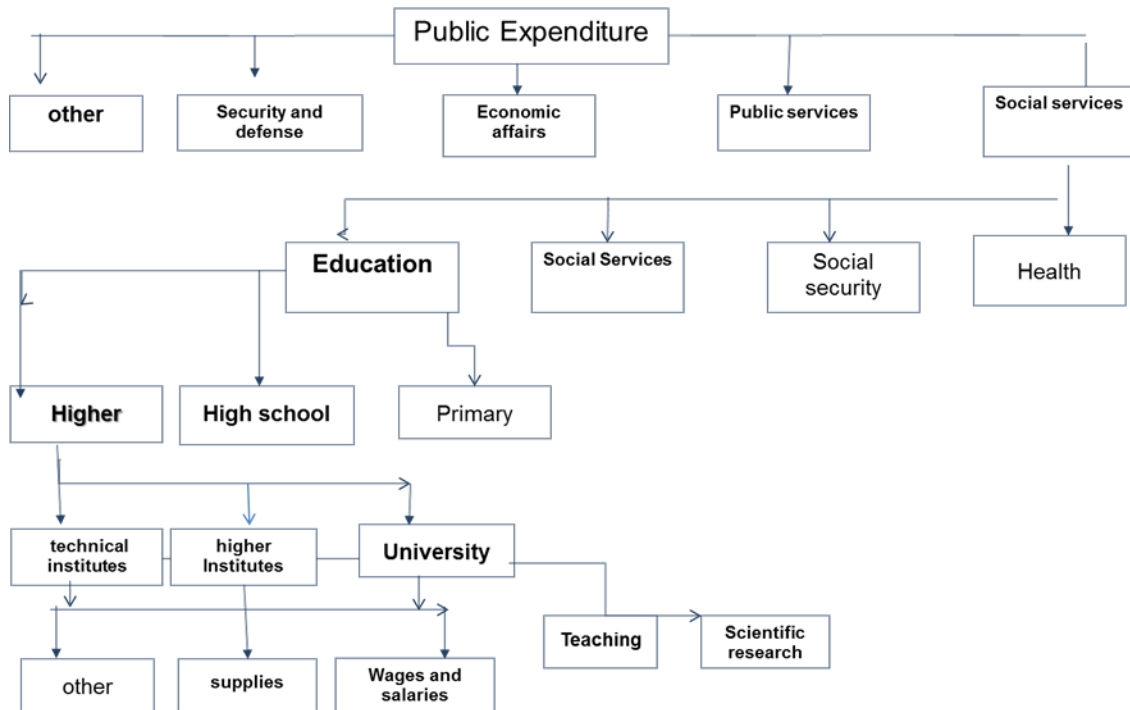 Public Expenditure
other
Security and
defense
Economic
affairs
Public services
Social services
Education
Social Services
Social
security
Health
Higher
High school
Primary
technical
institutes
higher
Institutes
University
Teaching
Scientific
research
other
supplies
Wages and
salaries